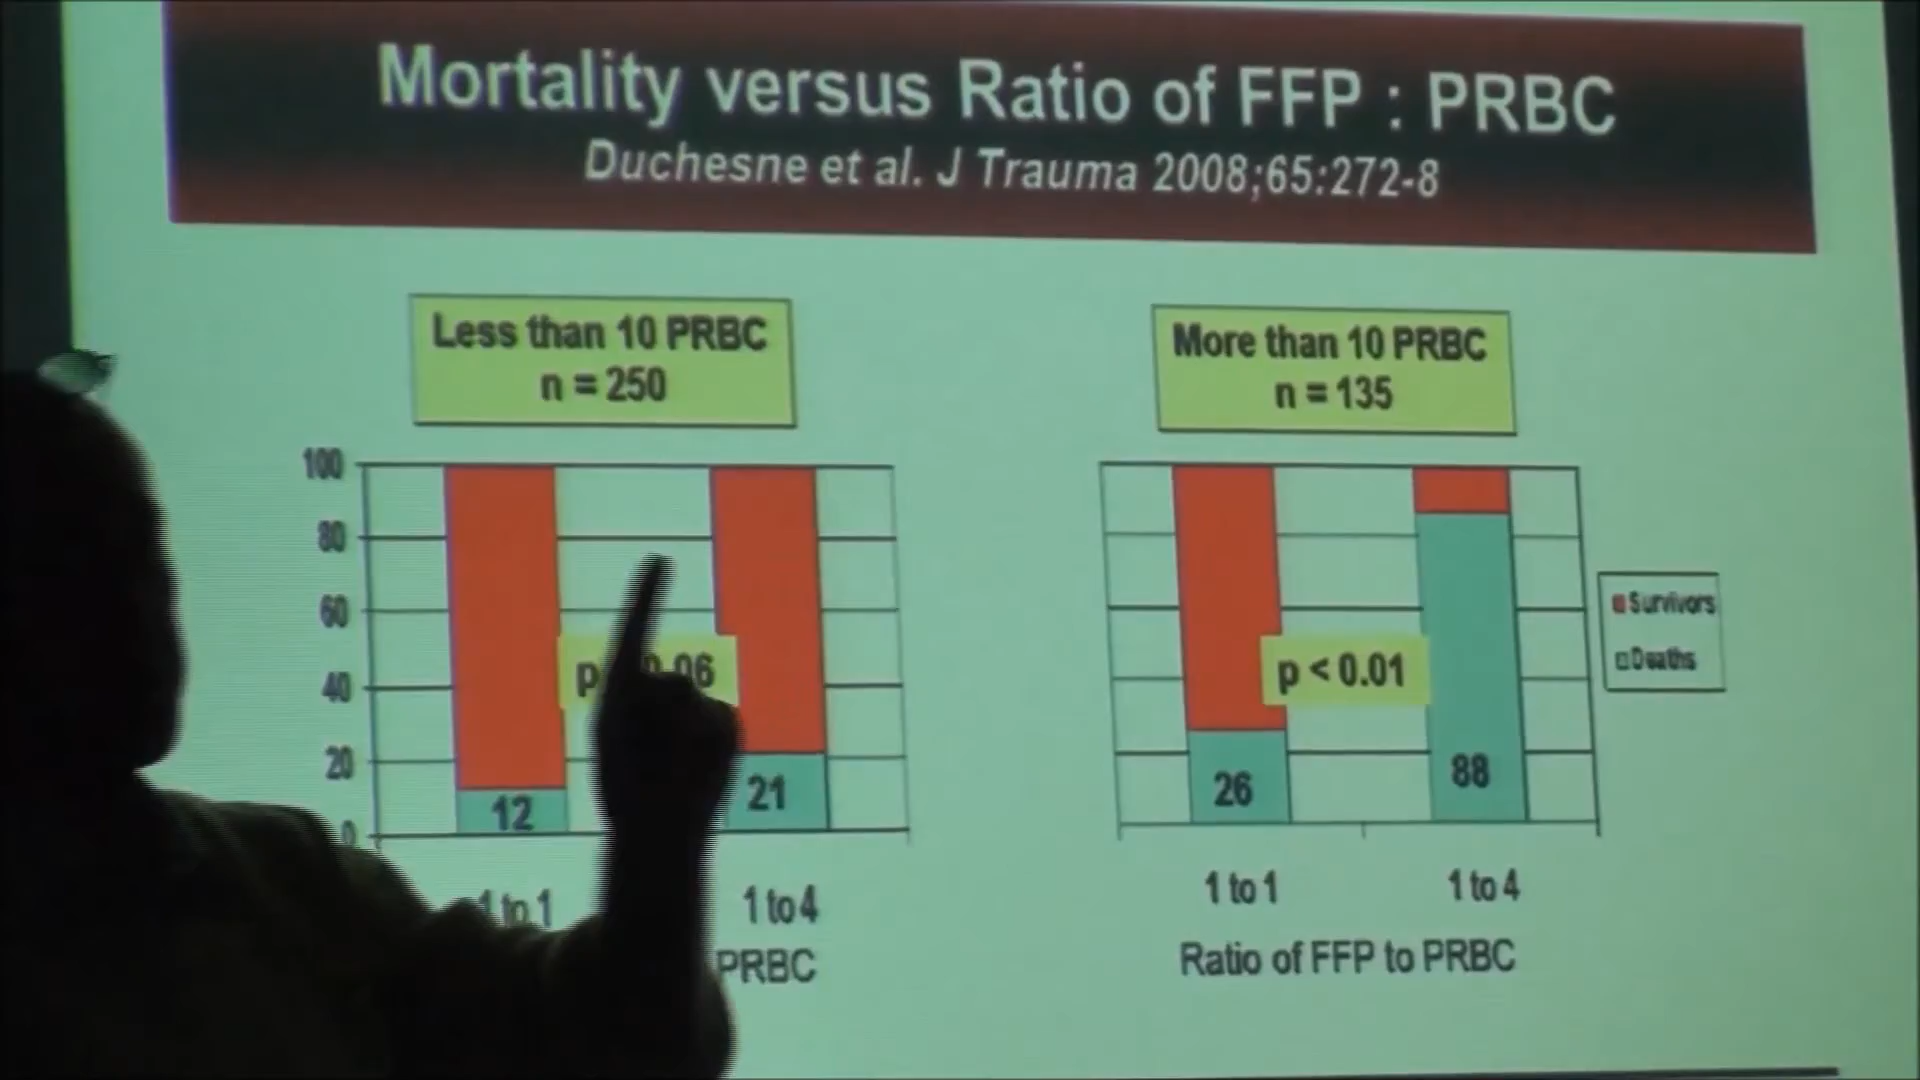 Mortality versus Ratio of FFP : PRBC
Duchesne et al. J Trauma 2008;65:272-8
Less than 10 PRBC
n = 250
More than 10 PRBC
n = 135
100
80
60
40
20
0
p 0.06
12
21
1 to 1
1 to 4
PRBC
p < 0.01
26
88
1 to 1
1 to 4
Ratio of FFP to PRBC
Survivors
Deaths